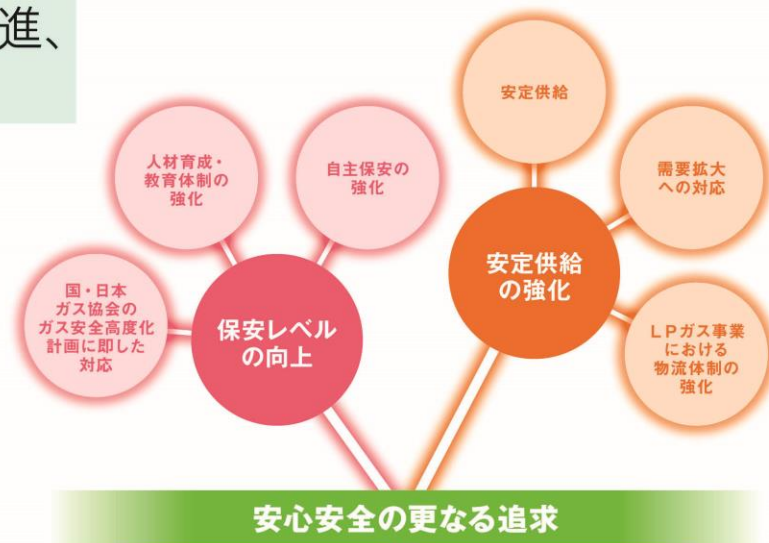 進、
人材育成・
教育体制の
強化
自主保安の
強化
国・日本
ガス協会の
ガス安全高度化
計画に即した
対応
保安レベル
の向上
安定供給
需要拡大
への対応
安定供給
の強化
LPガス事業
における
物流体制の
強化
安心安全の更なる追求